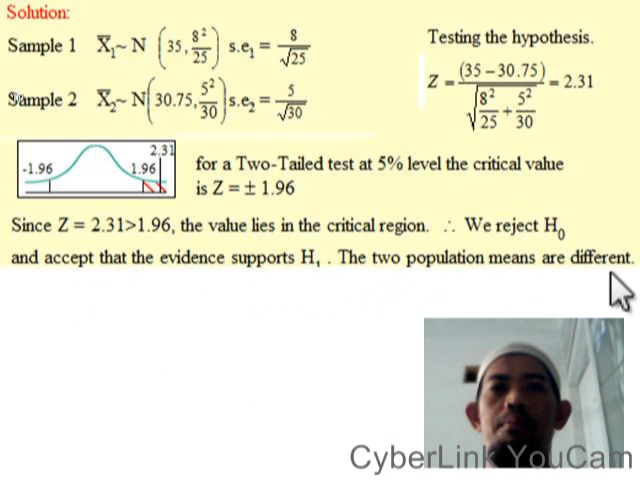 Solution:
Sample 1 X̄₁~ N (35, 8²/25) s.e₁ = 8/√25
Sample 2 X̄₂~ N(30.75, 5²/30) s.e₂ = 5/√30
Testing the hypothesis.
Z = (35 – 30.75)/√(8²/25 + 5²/30) = 2.31
-1.96 1.96 2.31
for a Two-Tailed test at 5% level the critical value
is Z = ± 1.96
Since Z = 2.31>1.96, the value lies in the critical region. ∴ We reject H₀
and accept that the evidence supports H₁ . The two population means are different.
CyberLink YouCam